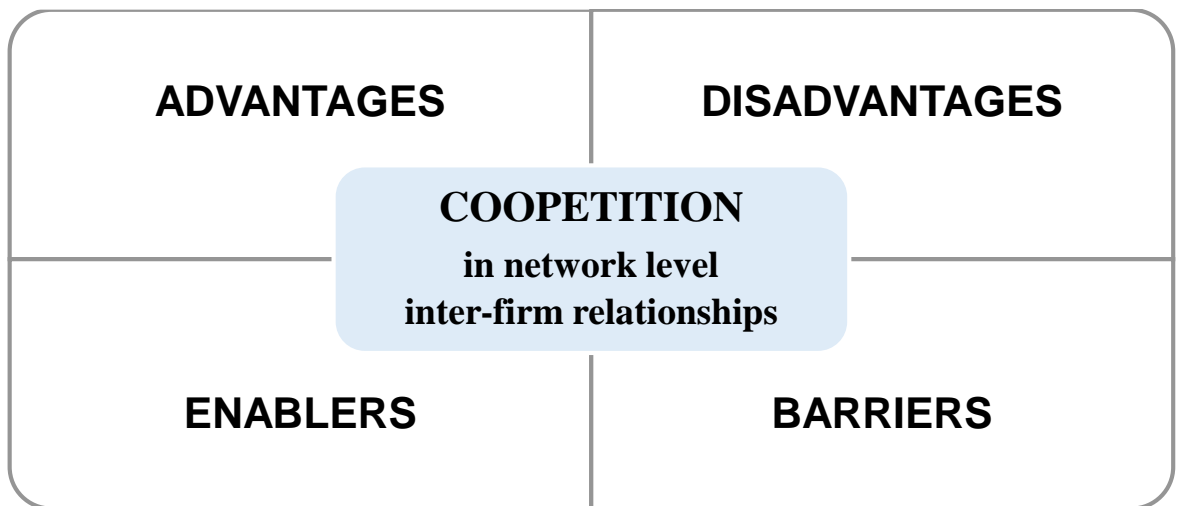 ADVANTAGES
DISADVANTAGES
COOPETITION
in network level
inter-firm relationships
ENABLERS
BARRIERS